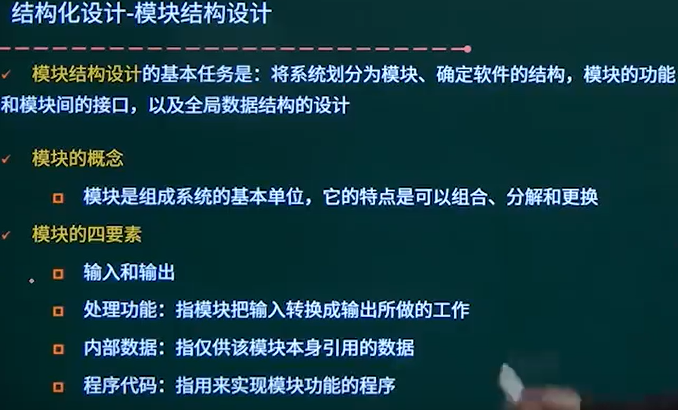 结构化设计-模块结构设计
模块结构设计的基本任务是：将系统划分为模块、确定软件的结构，模块的功能
和模块间的接口，以及全局数据结构的设计
模块的概念
模块是组成系统的基本单位，它的特点是可以组合、分解和更换
模块的四要素
输入和输出
处理功能：指模块把输入转换成输出所做的工作
内部数据：指仅供该模块本身引用的数据
程序代码：指用来实现模块功能的程序